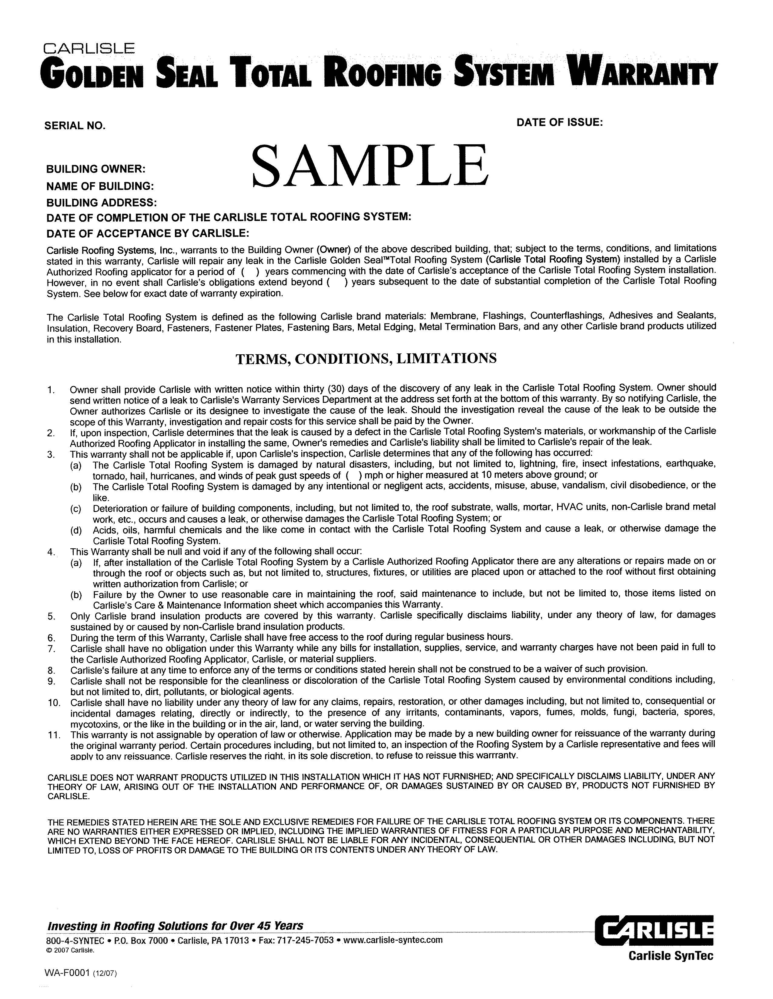 CARLISLE
GOLDEN SEAL TOTAL ROOFING SYSTEM WARRANTY
SERIAL NO.
DATE OF ISSUE:
SAMPLE
BUILDING OWNER:
NAME OF BUILDING:
BUILDING ADDRESS:
DATE OF COMPLETION OF THE CARLISLE TOTAL ROOFING SYSTEM:
DATE OF ACCEPTANCE BY CARLISLE:
Carlisle Roofing Systems, Inc., warrants to the Building Owner (Owner) of the above described building, that; subject to the terms, conditions, and limitations
stated in this warranty, Carlisle will repair any leak in the Carlisle Golden Seal™Total Roofing System (Carlisle Total Roofing System) installed by a Carlisle
Authorized Roofing applicator for a period of (   ) years commencing with the date of Carlisle's acceptance of the Carlisle Total Roofing System installation.
However, in no event shall Carlisle's obligations extend beyond (   ) years subsequent to the date of substantial completion of the Carlisle Total Roofing
System. See below for exact date of warranty expiration.
The Carlisle Total Roofing System is defined as the following Carlisle brand materials: Membrane, Flashings, Counterflashings, Adhesives and Sealants,
Insulation, Recovery Board, Fasteners, Fastener Plates, Fastening Bars, Metal Edging, Metal Termination Bars, and any other Carlisle brand products utilized
in this installation.
TERMS, CONDITIONS, LIMITATIONS
1. Owner shall provide Carlisle with written notice within thirty (30) days of the discovery of any leak in the Carlisle Total Roofing System. Owner should
send written notice of a leak to Carlisle's Warranty Services Department at the address set forth at the bottom of this warranty. By so notifying Carlisle, the
Owner authorizes Carlisle or its designee to investigate the cause of the leak. Should the investigation reveal the cause of the leak to be outside the
scope of this Warranty, investigation and repair costs for this service shall be paid by the Owner.
2. If, upon inspection, Carlisle determines that the leak is caused by a defect in the Carlisle Total Roofing System's materials, or workmanship of the Carlisle
Authorized Roofing Applicator in installing the same, Owner's remedies and Carlisle's liability shall be limited to Carlisle's repair of the leak.
3. This warranty shall not be applicable if, upon Carlisle's inspection, Carlisle determines that any of the following has occurred:
(a) The Carlisle Total Roofing System is damaged by natural disasters, including, but not limited to, lightning, fire, insect infestations, earthquake,
tornado, hail, hurricanes, and winds of peak gust speeds of (   ) mph or higher measured at 10 meters above ground; or
(b) The Carlisle Total Roofing System is damaged by any intentional or negligent acts, accidents, misuse, abuse, vandalism, civil disobedience, or the
like.
(c) Deterioration or failure of building components, including, but not limited to, the roof substrate, walls, mortar, HVAC units, non-Carlisle brand metal
work, etc., occurs and causes a leak, or otherwise damages the Carlisle Total Roofing System; or
(d) Acids, oils, harmful chemicals and the like come in contact with the Carlisle Total Roofing System and cause a leak, or otherwise damage the
Carlisle Total Roofing System.
4. This Warranty shall be null and void if any of the following shall occur:
(a) If, after installation of the Carlisle Total Roofing System by a Carlisle Authorized Roofing Applicator there are any alterations or repairs made on or
through the roof or objects such as, but not limited to, structures, fixtures, or utilities are placed upon or attached to the roof without first obtaining
written authorization from Carlisle; or
(b) Failure by the Owner to use reasonable care in maintaining the roof, said maintenance to include, but not be limited to, those items listed on
Carlisle's Care & Maintenance Information sheet which accompanies this Warranty.
5. Only Carlisle brand insulation products are covered by this warranty. Carlisle specifically disclaims liability, under any theory of law, for damages
sustained by or caused by non-Carlisle brand insulation products.
6. During the term of this Warranty, Carlisle shall have free access to the roof during regular business hours.
7. Carlisle shall have no obligation under this Warranty while any bills for installation, supplies, service, and warranty charges have not been paid in full to
the Carlisle Authorized Roofing Applicator, Carlisle, or material suppliers.
8. Carlisle's failure at any time to enforce any of the terms or conditions stated herein shall not be construed to be a waiver of such provision.
9. Carlisle shall not be responsible for the cleanliness or discoloration of the Carlisle Total Roofing System caused by environmental conditions including,
but not limited to, dirt, pollutants, or biological agents.
10. Carlisle shall have no liability under any theory of law for any claims, repairs, restoration, or other damages including, but not limited to, consequential or
incidental damages relating, directly or indirectly, to the presence of any irritants, contaminants, vapors, fumes, molds, fungi, bacteria, spores,
mycotoxins, or the like in the building or in the air, land, or water serving the building.
11. This warranty is not assignable by operation of law or otherwise. Application may be made by a new building owner for reissuance of the warranty during
the original warranty period. Certain procedures including, but not limited to, an inspection of the Roofing System by a Carlisle representative and fees will
apply to any reissuance. Carlisle reserves the right, in its sole discretion, to refuse to reissue this warrranty.
CARLISLE DOES NOT WARRANT PRODUCTS UTILIZED IN THIS INSTALLATION WHICH IT HAS NOT FURNISHED; AND SPECIFICALLY DISCLAIMS LIABILITY, UNDER ANY
THEORY OF LAW, ARISING OUT OF THE INSTALLATION AND PERFORMANCE OF, OR DAMAGES SUSTAINED BY OR CAUSED BY, PRODUCTS NOT FURNISHED BY
CARLISLE.
THE REMEDIES STATED HEREIN ARE THE SOLE AND EXCLUSIVE REMEDIES FOR FAILURE OF THE CARLISLE TOTAL ROOFING SYSTEM OR ITS COMPONENTS. THERE
ARE NO WARRANTIES EITHER EXPRESSED OR IMPLIED, INCLUDING THE IMPLIED WARRANTIES OF FITNESS FOR A PARTICULAR PURPOSE AND MERCHANTABILITY,
WHICH EXTEND BEYOND THE FACE HEREOF. CARLISLE SHALL NOT BE LIABLE FOR ANY INCIDENTAL, CONSEQUENTIAL OR OTHER DAMAGES INCLUDING, BUT NOT
LIMITED TO, LOSS OF PROFITS OR DAMAGE TO THE BUILDING OR ITS CONTENTS UNDER ANY THEORY OF LAW.
Investing in Roofing Solutions for Over 45 Years
800-4-SYNTEC • P.O. Box 7000 • Carlisle, PA 17013 • Fax: 717-245-7053 • www.carlisle-syntec.com
© 2007 Carlisle.
CARLISLE
Carlisle SynTec
WA-F0001 (12/07)